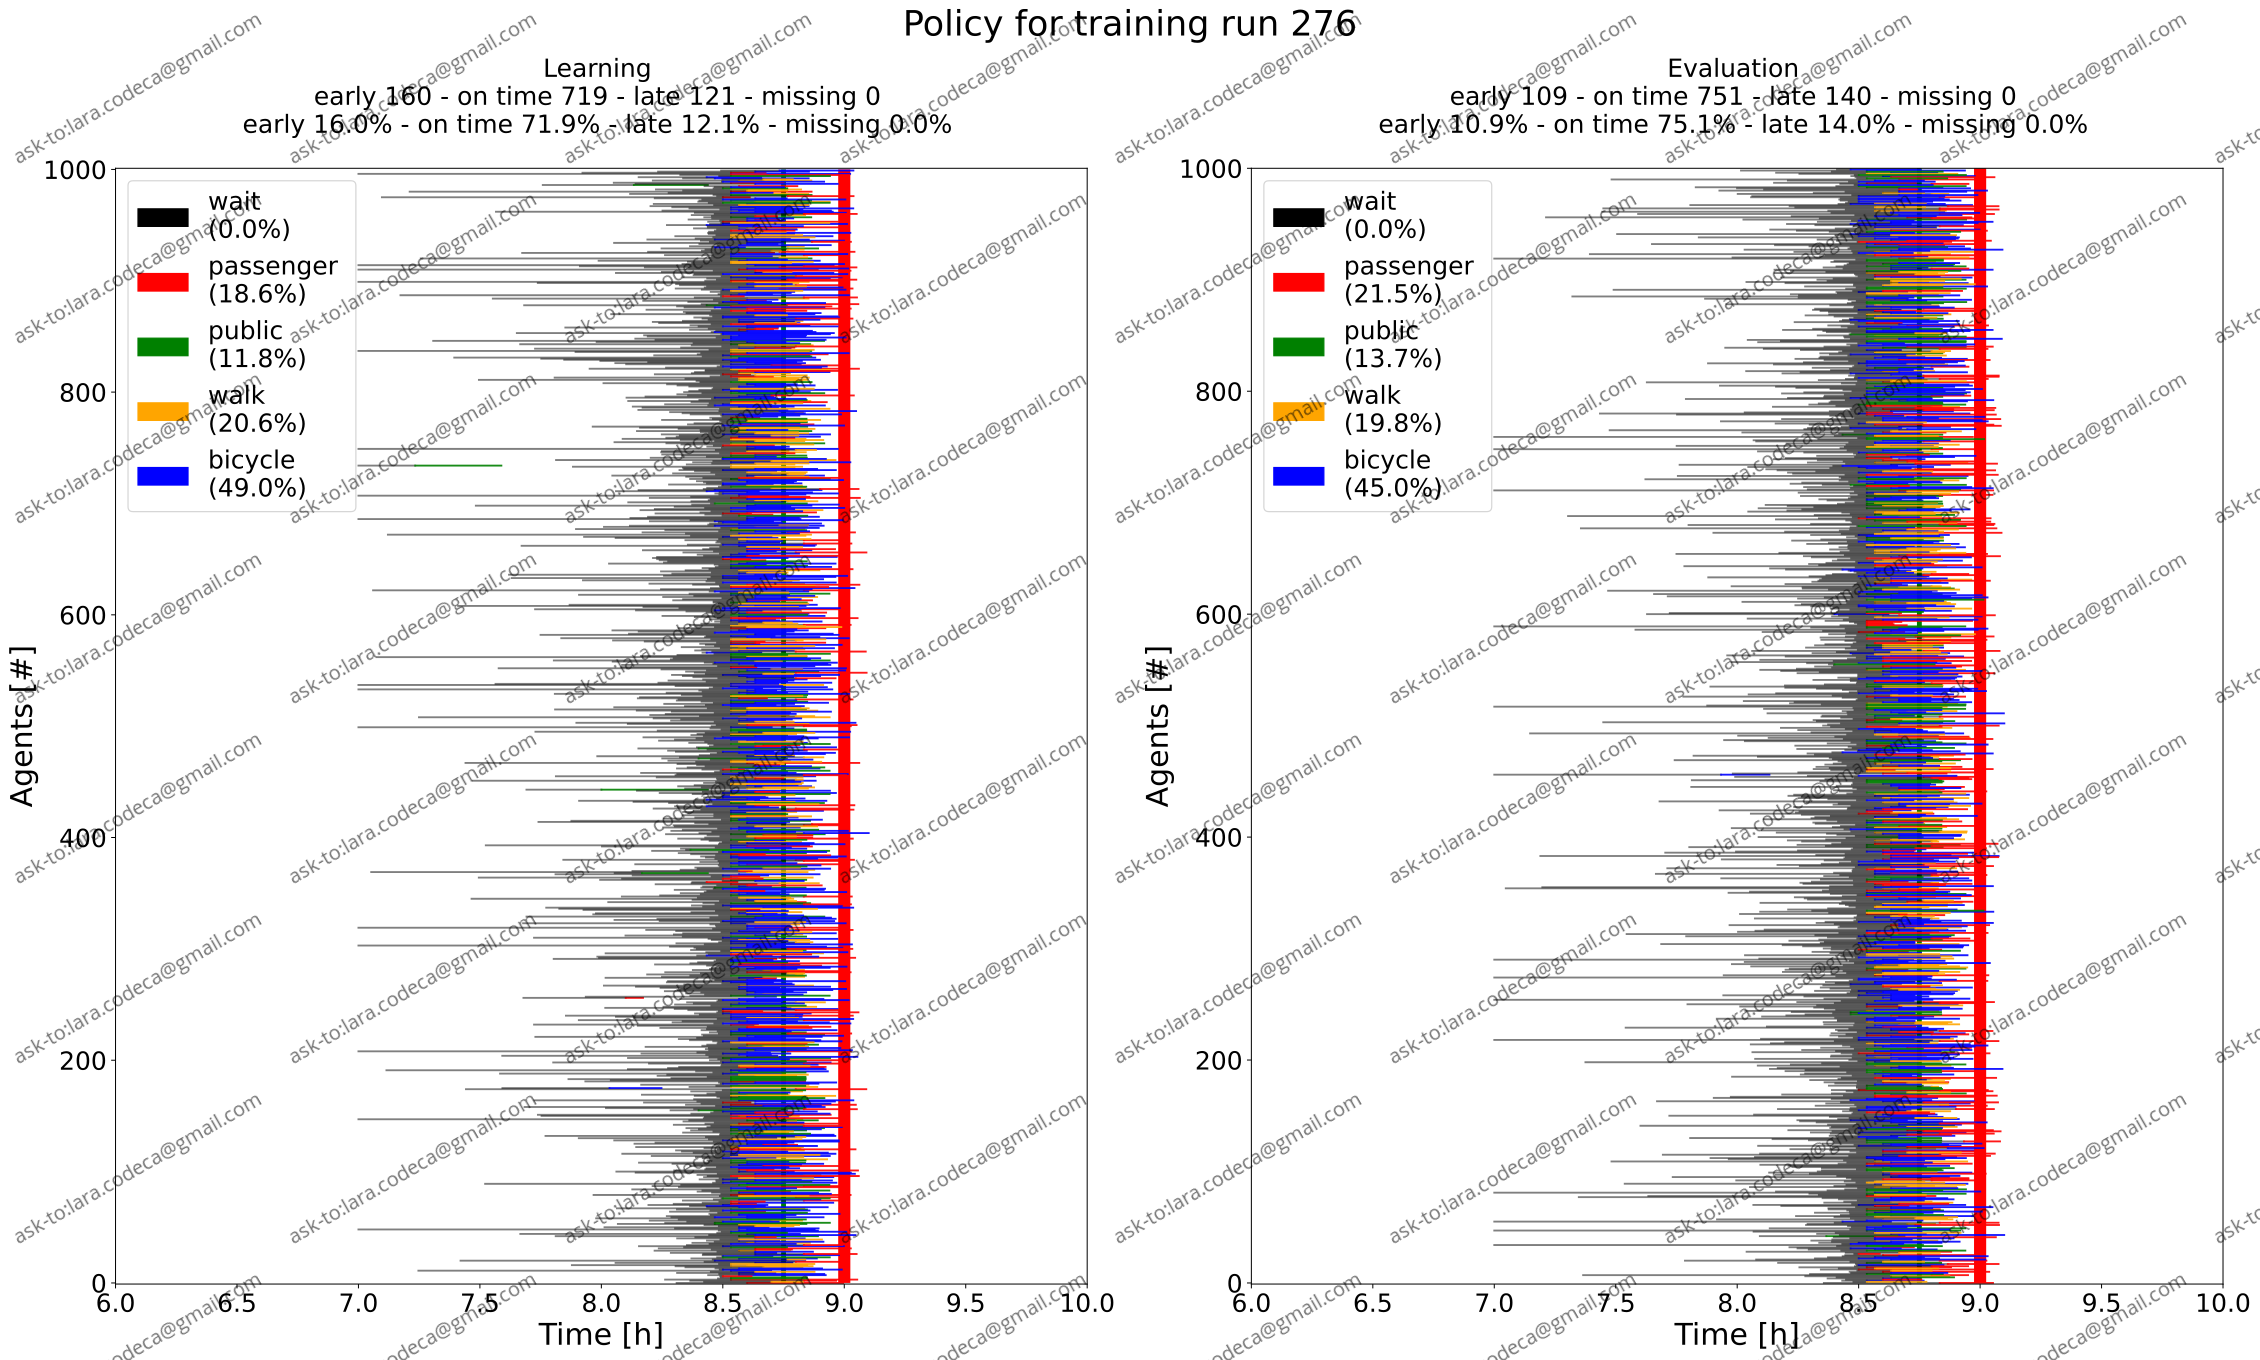 Policy for training run 276
Learning
early 160 - on time 719 - late 121 - missing 0
early 16.0% - on time 71.9% - late 12.1% - missing 0.0%
1000
800
600
400
200
0
Agents [#]
wait
(0.0%)
passenger
(18.6%)
public
(11.8%)
walk
(20.6%)
bicycle
(49.0%)
6.0 6.5 7.0 7.5 8.0 8.5 9.0 9.5 10.0
Time [h]
Evaluation
early 109 - on time 751 - late 140 - missing 0
early 10.9% - on time 75.1% - late 14.0% - missing 0.0%
1000
800
600
400
200
0
Agents [#]
wait
(0.0%)
passenger
(21.5%)
public
(13.7%)
walk
(19.8%)
bicycle
(45.0%)
6.0 6.5 7.0 7.5 8.0 8.5 9.0 9.5 10.0
Time [h]
ask-to:lara.codeca@gmail.com